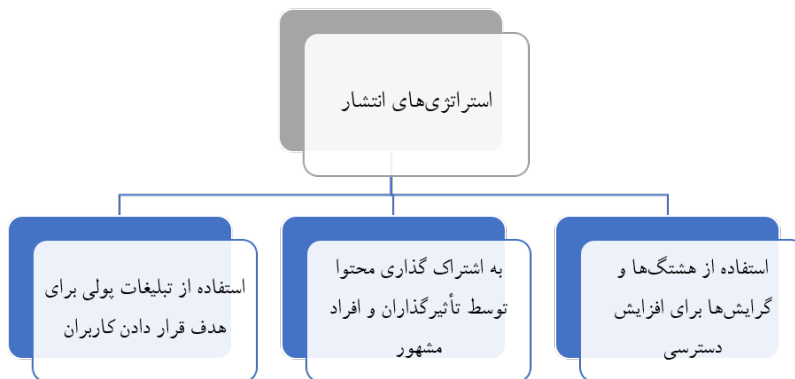 استراتژی‌های انتشار
استفاده از هشتگ‌ها و
گرایش‌ها برای افزایش
دسترسی
به اشتراک گذاری محتوا
توسط تأثیرگذاران و افراد
مشهور
استفاده از تبلیغات پولی برای
هدف قرار دادن کاربران